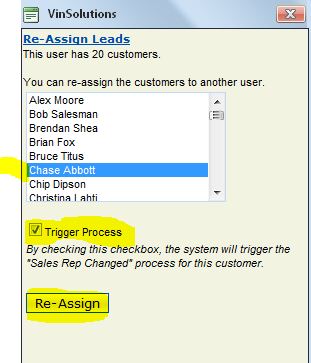 VinSolutions
Re-Assign Leads
This user has 20 customers.
You can re-assign the customers to another user.
Alex Moore
Bob Salesman
Brendan Shea
Brian Fox
Bruce Titus
Chase Abbott
Chip Dipson
Christina Lahti
Trigger Process
By checking this checkbox, the system will trigger the
"Sales Rep Changed" process for this customer.
Re-Assign